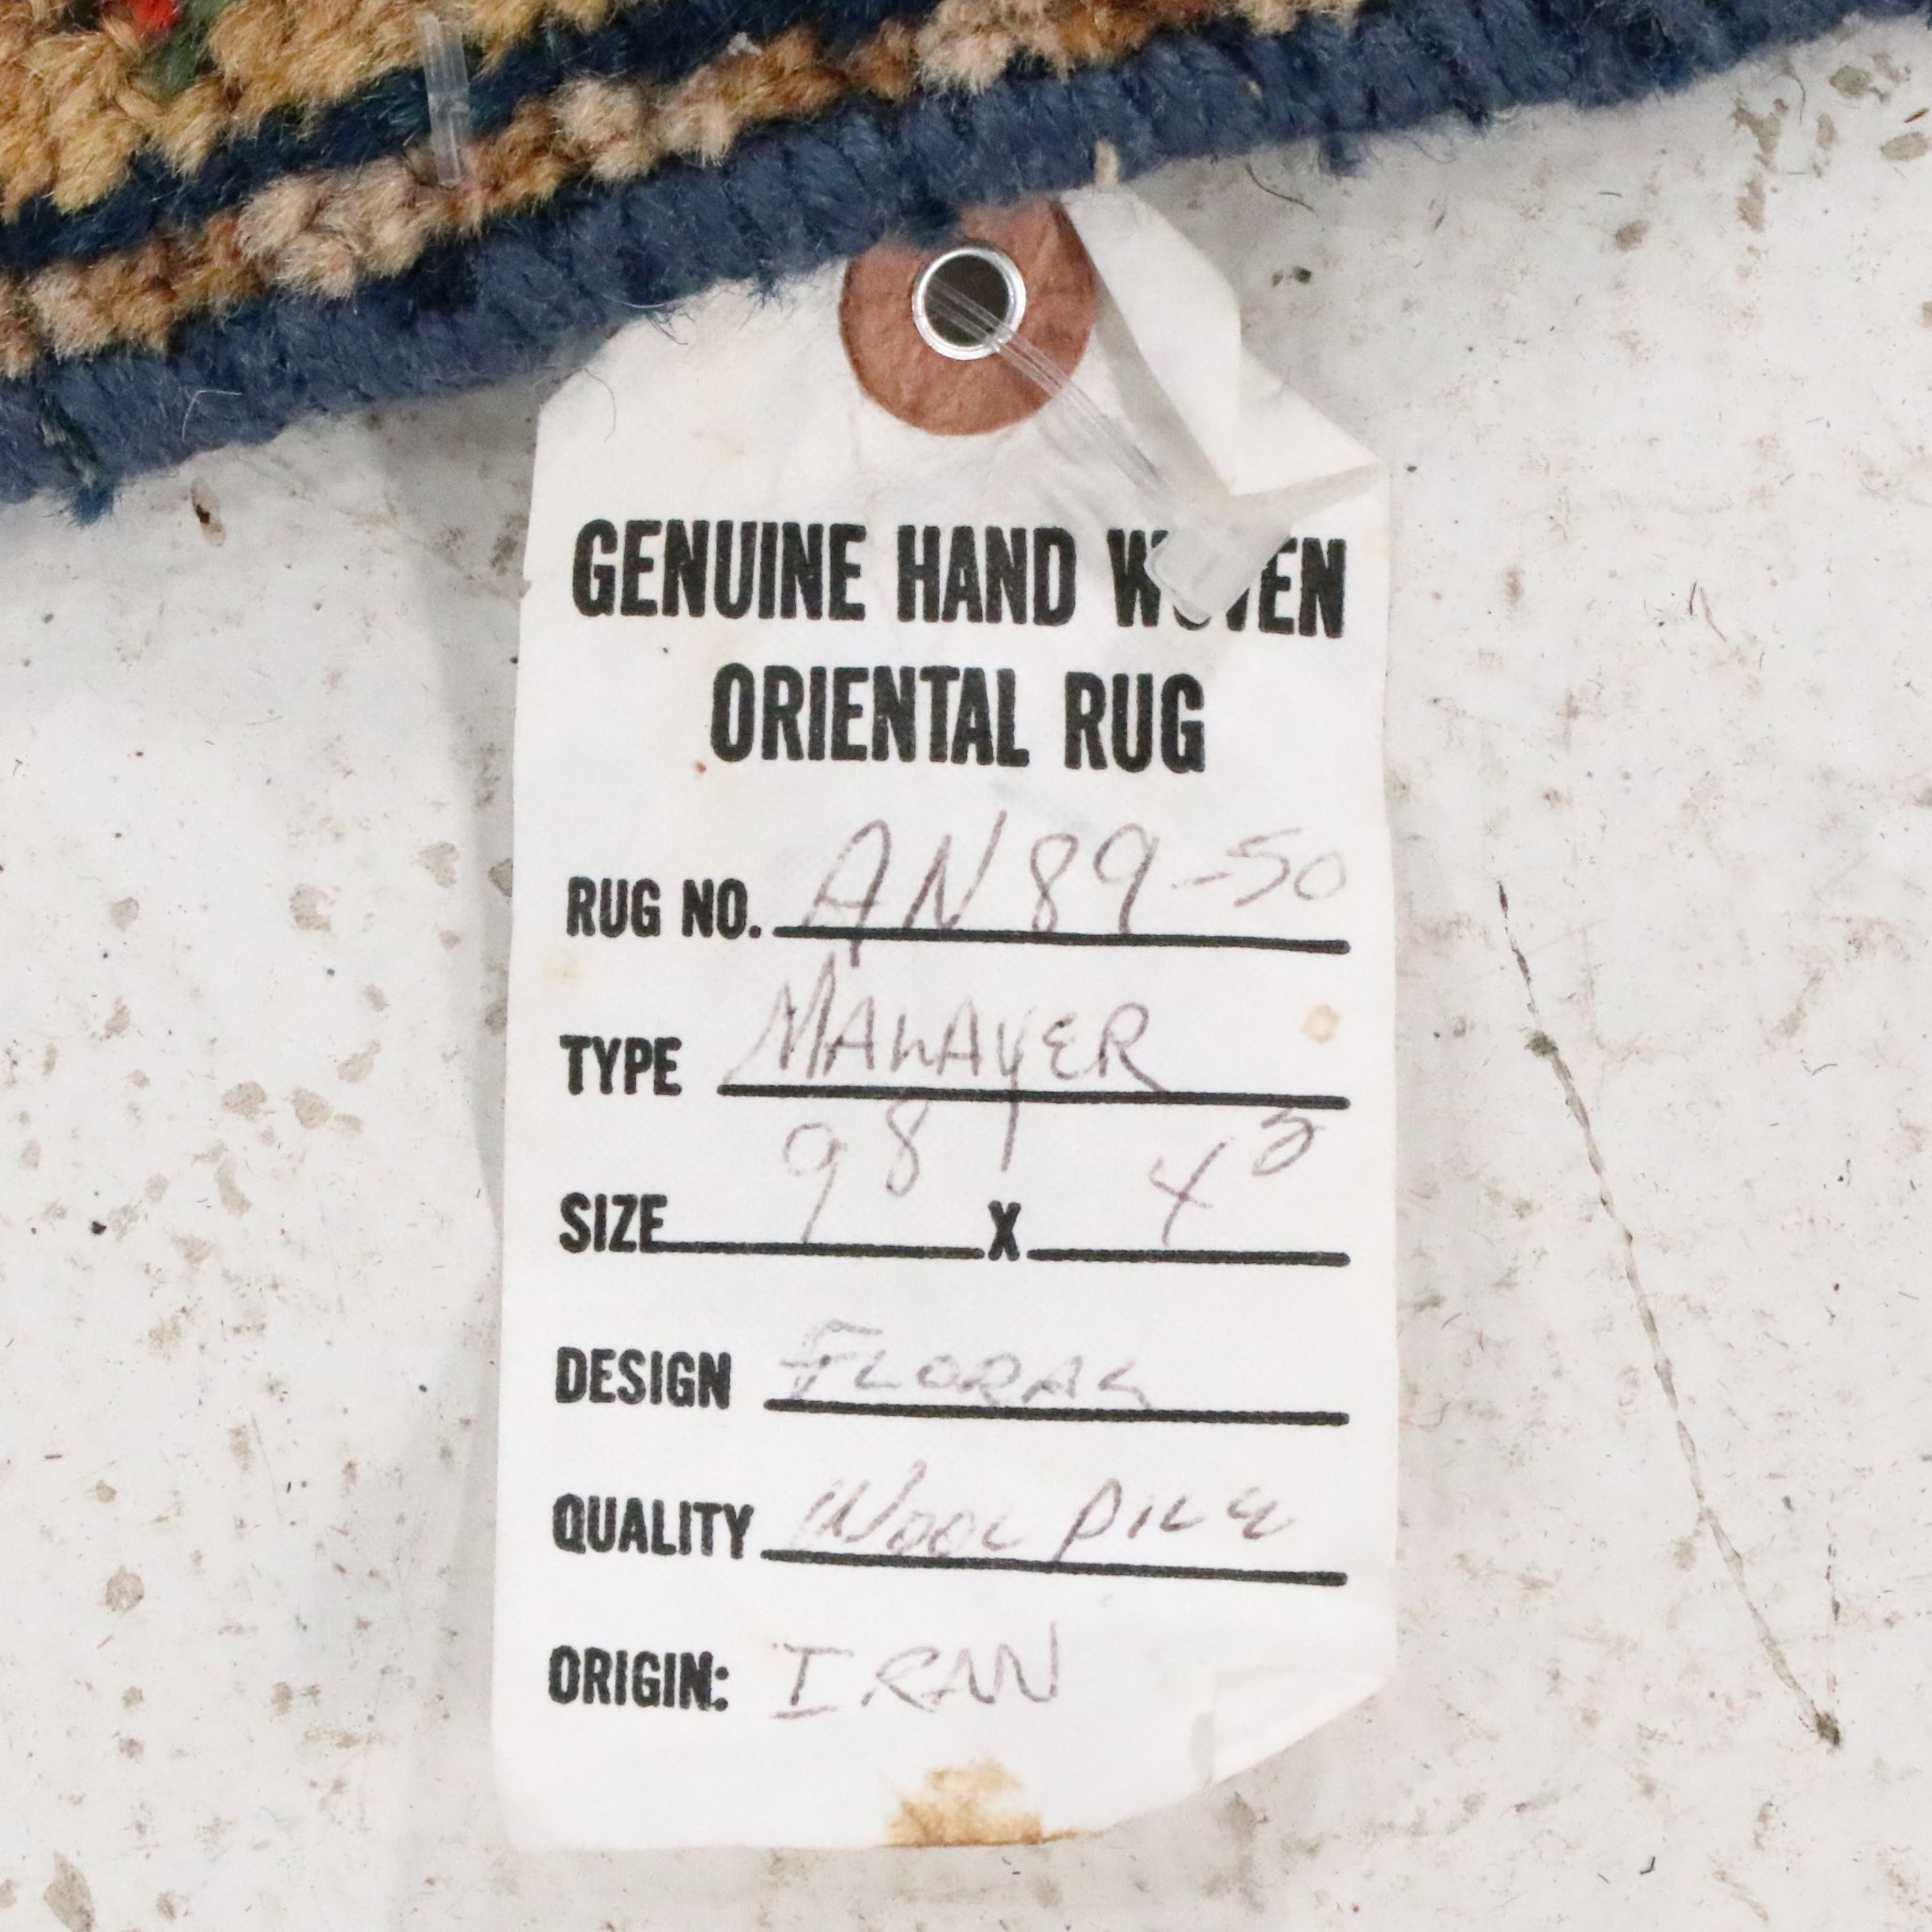 GENUINE HAND WOVEN
ORIENTAL RUG
RUG NO. AN89-50
TYPE MALAYER
SIZE 9 8 X 4 5
DESIGN FLORAL
QUALITY WOOL PILE
ORIGIN: IRAN